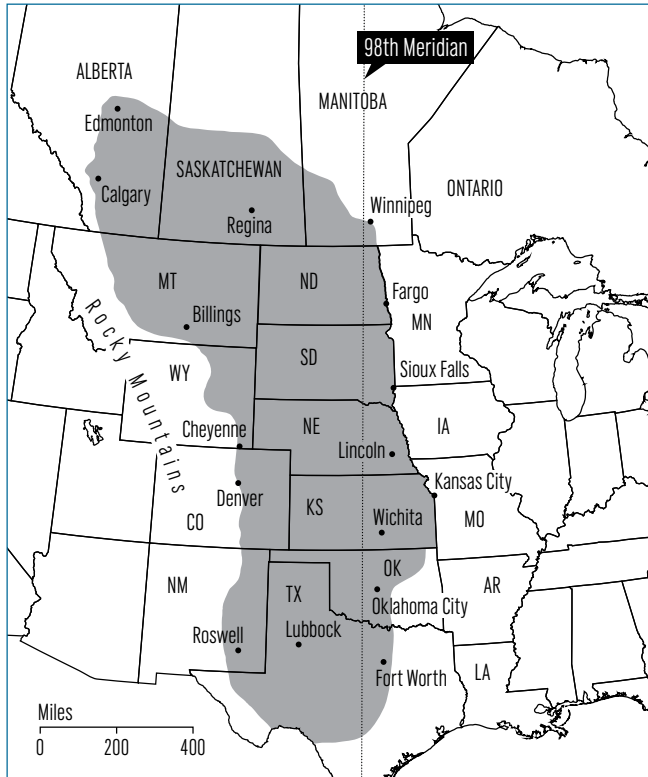 98th Meridian
ALBERTA
MANITOBA
Edmonton
SASKATCHEWAN
ONTARIO
Calgary
Winnipeg
Regina
MT
ND
Fargo
Billings
MN
Rocky Mountains
SD
WY
Sioux Falls
NE
IA
Cheyenne
Lincoln
Kansas City
Denver
KS
CO
Wichita
MO
OK
NM
TX
AR
Oklahoma City
Roswell
Lubbock
Fort Worth
LA
Miles
0 200 400